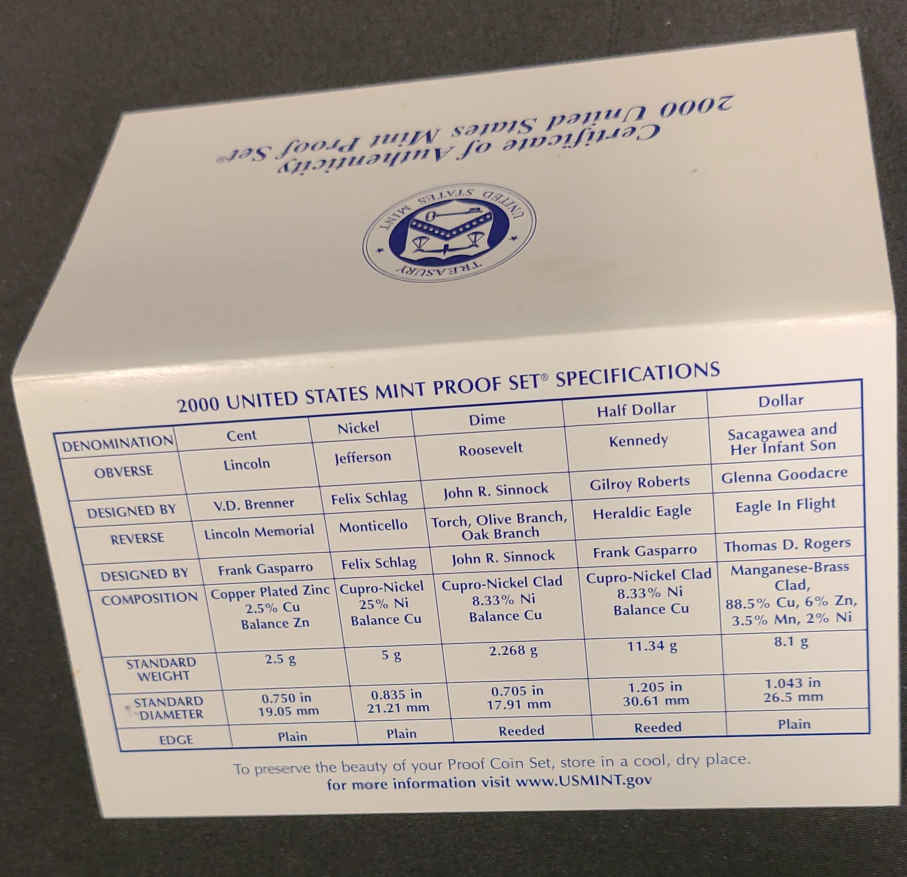 Certificate of Authenticity
2000 United States Mint Proof Set®
TREASURY
UNITED STATES MINT
2000 UNITED STATES MINT PROOF SET® SPECIFICATIONS
DENOMINATION Cent Nickel Dime Half Dollar Dollar
OBVERSE Lincoln Jefferson Roosevelt Kennedy Sacagawea and
Her Infant Son
DESIGNED BY V.D. Brenner Felix Schlag John R. Sinnock Gilroy Roberts Glenna Goodacre
REVERSE Lincoln Memorial Monticello Torch, Olive Branch, Heraldic Eagle Eagle In Flight
Oak Branch
DESIGNED BY Frank Gasparro Felix Schlag John R. Sinnock Frank Gasparro Thomas D. Rogers
COMPOSITION Copper Plated Zinc Cupro-Nickel Cupro-Nickel Clad Cupro-Nickel Clad Manganese-Brass
2.5% Cu 25% Ni 8.33% Ni 8.33% Ni Clad,
Balance Zn Balance Cu Balance Cu Balance Cu 88.5% Cu, 6% Zn,
3.5% Mn, 2% Ni
STANDARD 2.5 g 5 g 2.268 g 11.34 g 8.1 g
WEIGHT
STANDARD 0.750 in 0.835 in 0.705 in 1.205 in 1.043 in
DIAMETER 19.05 mm 21.21 mm 17.91 mm 30.61 mm 26.5 mm
EDGE Plain Plain Reeded Reeded Plain
To preserve the beauty of your Proof Coin Set, store in a cool, dry place.
for more information visit www.USMINT.gov